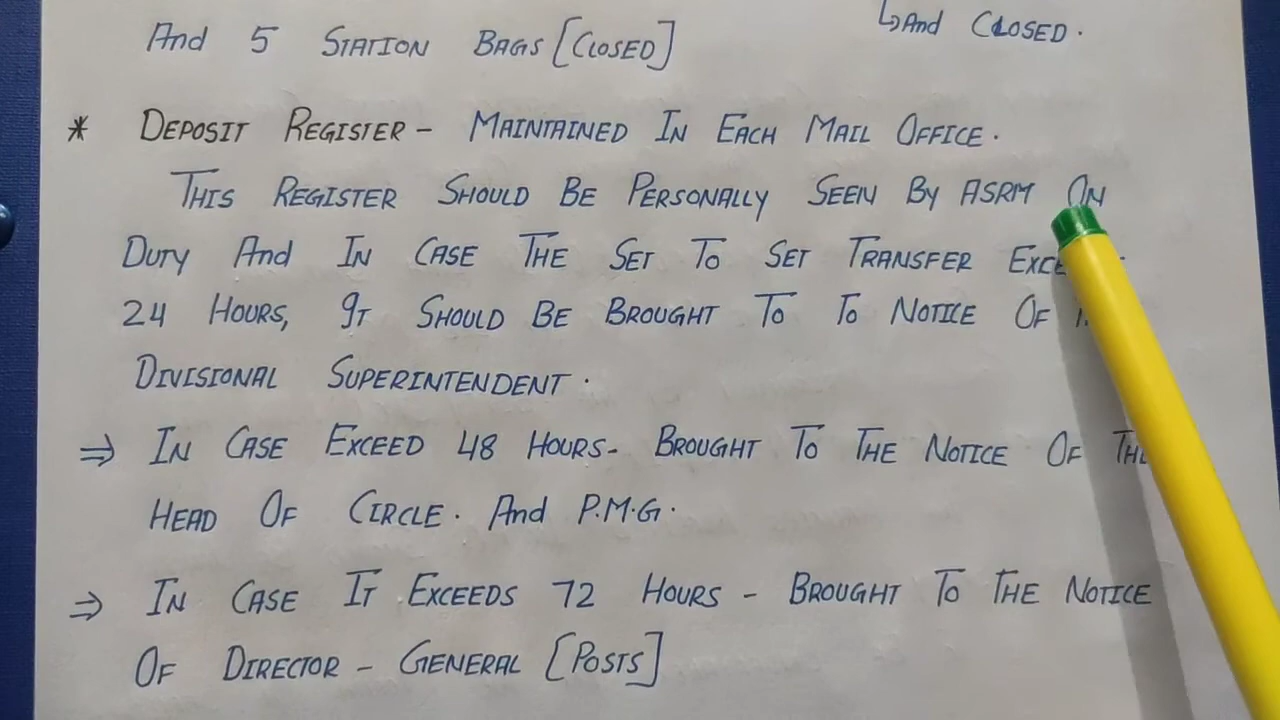 And 5 STATION BAGS [CLOSED]
↳And CLOSED.
* DEPOSIT REGISTER - MAINTAINED IN EACH MAIL OFFICE.
THIS REGISTER SHOULD BE PERSONALLY SEEN BY ASRM ON
DUTY And IN CASE THE SET TO SET TRANSFER
24 HOURS, IT SHOULD BE BROUGHT TO TO NOTICE OF
DIVISIONAL SUPERINTENDENT.
⇒ IN CASE EXCEED 48 HOURS- BROUGHT TO THE NOTICE OF THE
HEAD OF CIRCLE. And P.M.G.
⇒ IN CASE IT EXCEEDS 72 HOURS - BROUGHT TO THE NOTICE
OF DIRECTOR - GENERAL [POSTS]